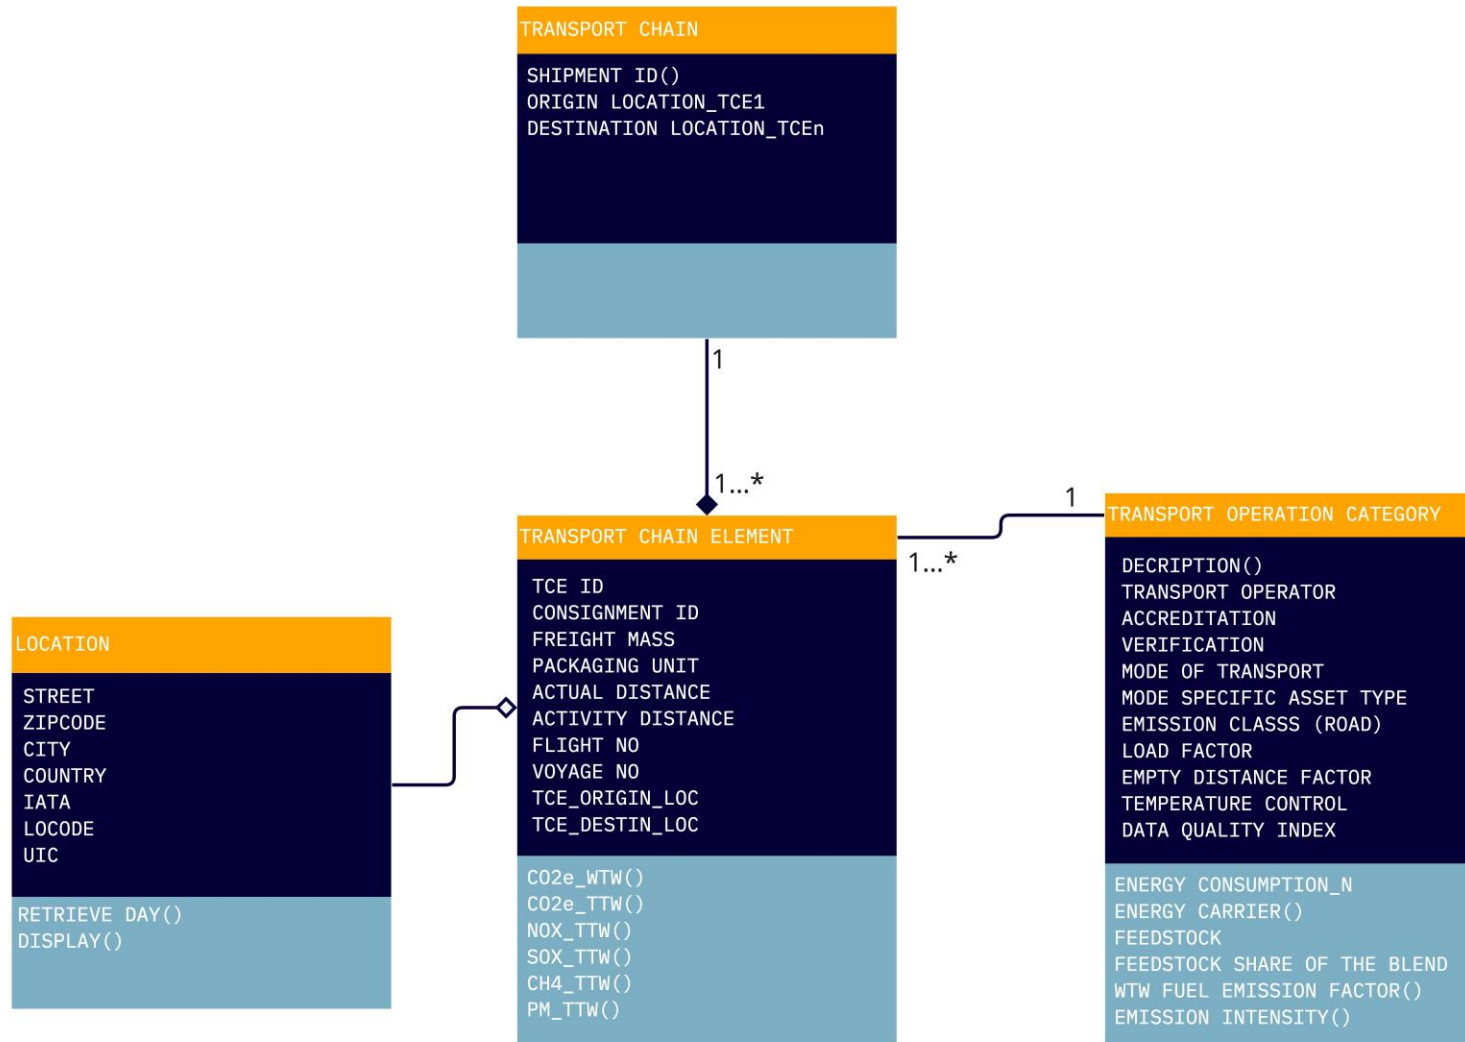 TRANSPORT CHAIN
SHIPMENT ID()
ORIGIN LOCATION_TCE1
DESTINATION LOCATION_TCEn
1
1...*
TRANSPORT CHAIN ELEMENT
TCE ID
CONSIGNMENT ID
FREIGHT MASS
PACKAGING UNIT
ACTUAL DISTANCE
ACTIVITY DISTANCE
FLIGHT NO
VOYAGE NO
TCE_ORIGIN_LOC
TCE_DESTIN_LOC
CO2e_WTW()
CO2e_TTW()
NOX_TTW()
SOX_TTW()
CH4_TTW()
PM_TTW()
1...*
1
TRANSPORT OPERATION CATEGORY
DECRIPTION()
TRANSPORT OPERATOR
ACCREDITATION
VERIFICATION
MODE OF TRANSPORT
MODE SPECIFIC ASSET TYPE
EMISSION CLASSS (ROAD)
LOAD FACTOR
EMPTY DISTANCE FACTOR
TEMPERATURE CONTROL
DATA QUALITY INDEX
ENERGY CONSUMPTION_N
ENERGY CARRIER()
FEEDSTOCK
FEEDSTOCK SHARE OF THE BLEND
WTW FUEL EMISSION FACTOR()
EMISSION INTENSITY()
LOCATION
STREET
ZIPCODE
CITY
COUNTRY
IATA
LOCODE
UIC
RETRIEVE DAY()
DISPLAY()